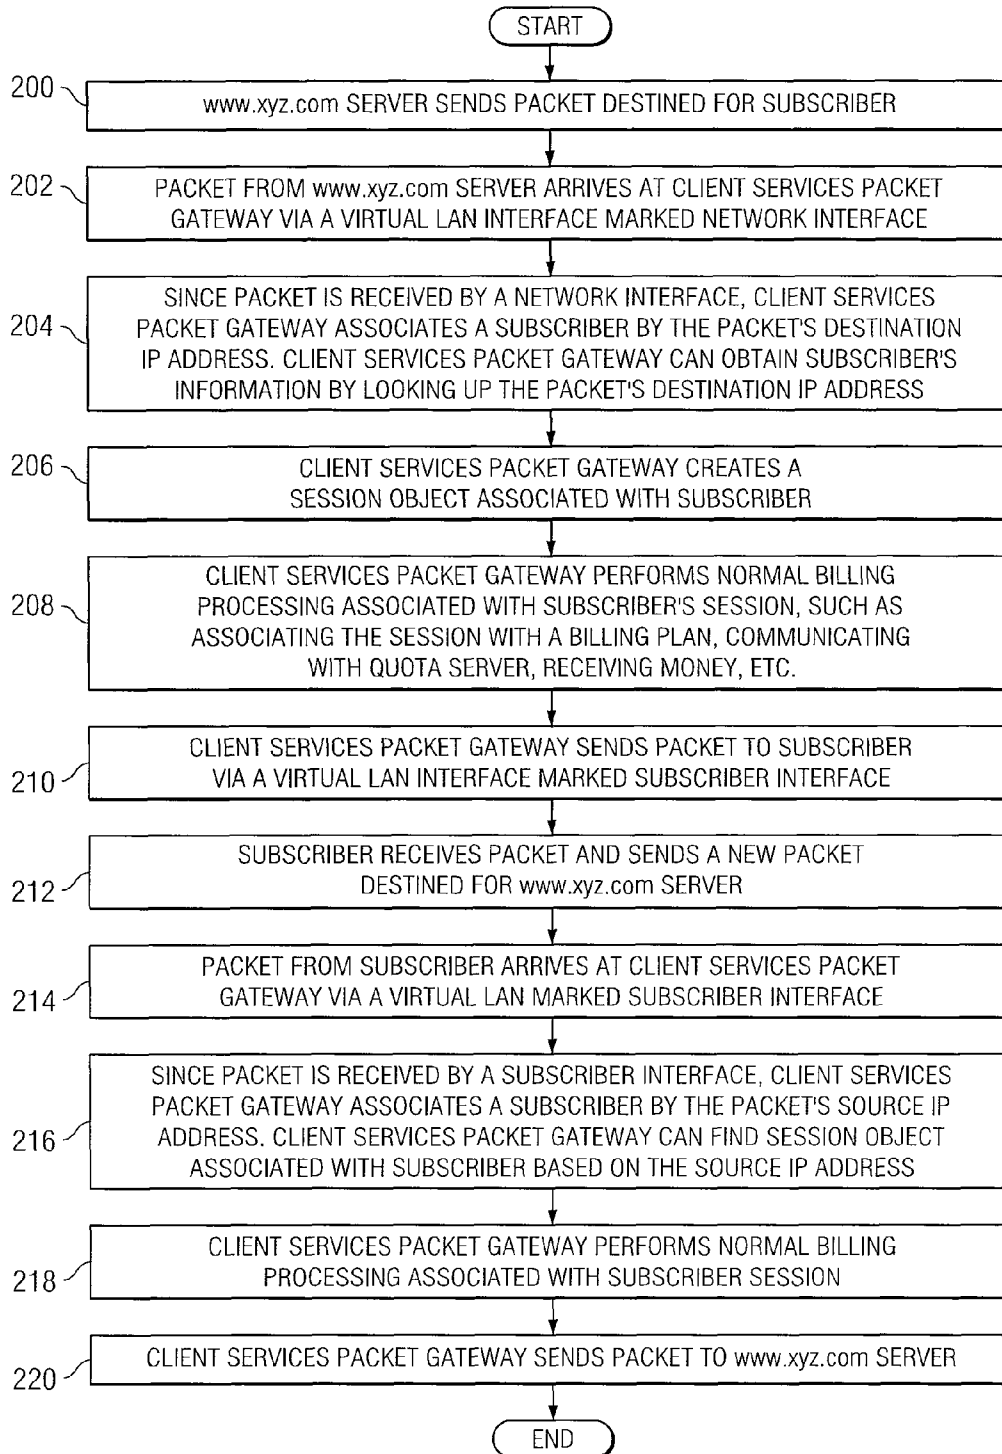 START
200
www.xyz.com SERVER SENDS PACKET DESTINED FOR SUBSCRIBER
202
PACKET FROM www.xyz.com SERVER ARRIVES AT CLIENT SERVICES PACKET
GATEWAY VIA A VIRTUAL LAN INTERFACE MARKED NETWORK INTERFACE
204
SINCE PACKET IS RECEIVED BY A NETWORK INTERFACE, CLIENT SERVICES
PACKET GATEWAY ASSOCIATES A SUBSCRIBER BY THE PACKET'S DESTINATION
IP ADDRESS. CLIENT SERVICES PACKET GATEWAY CAN OBTAIN SUBSCRIBER'S
INFORMATION BY LOOKING UP THE PACKET'S DESTINATION IP ADDRESS
206
CLIENT SERVICES PACKET GATEWAY CREATES A
SESSION OBJECT ASSOCIATED WITH SUBSCRIBER
208
CLIENT SERVICES PACKET GATEWAY PERFORMS NORMAL BILLING
PROCESSING ASSOCIATED WITH SUBSCRIBER'S SESSION, SUCH AS
ASSOCIATING THE SESSION WITH A BILLING PLAN, COMMUNICATING
WITH QUOTA SERVER, RECEIVING MONEY, ETC.
210
CLIENT SERVICES PACKET GATEWAY SENDS PACKET TO SUBSCRIBER
VIA A VIRTUAL LAN INTERFACE MARKED SUBSCRIBER INTERFACE
212
SUBSCRIBER RECEIVES PACKET AND SENDS A NEW PACKET
DESTINED FOR www.xyz.com SERVER
214
PACKET FROM SUBSCRIBER ARRIVES AT CLIENT SERVICES PACKET
GATEWAY VIA A VIRTUAL LAN MARKED SUBSCRIBER INTERFACE
216
SINCE PACKET IS RECEIVED BY A SUBSCRIBER INTERFACE, CLIENT SERVICES
PACKET GATEWAY ASSOCIATES A SUBSCRIBER BY THE PACKET'S SOURCE IP
ADDRESS. CLIENT SERVICES PACKET GATEWAY CAN FIND SESSION OBJECT
ASSOCIATED WITH SUBSCRIBER BASED ON THE SOURCE IP ADDRESS
218
CLIENT SERVICES PACKET GATEWAY PERFORMS NORMAL BILLING
PROCESSING ASSOCIATED WITH SUBSCRIBER SESSION
220
CLIENT SERVICES PACKET GATEWAY SENDS PACKET TO www.xyz.com SERVER
END